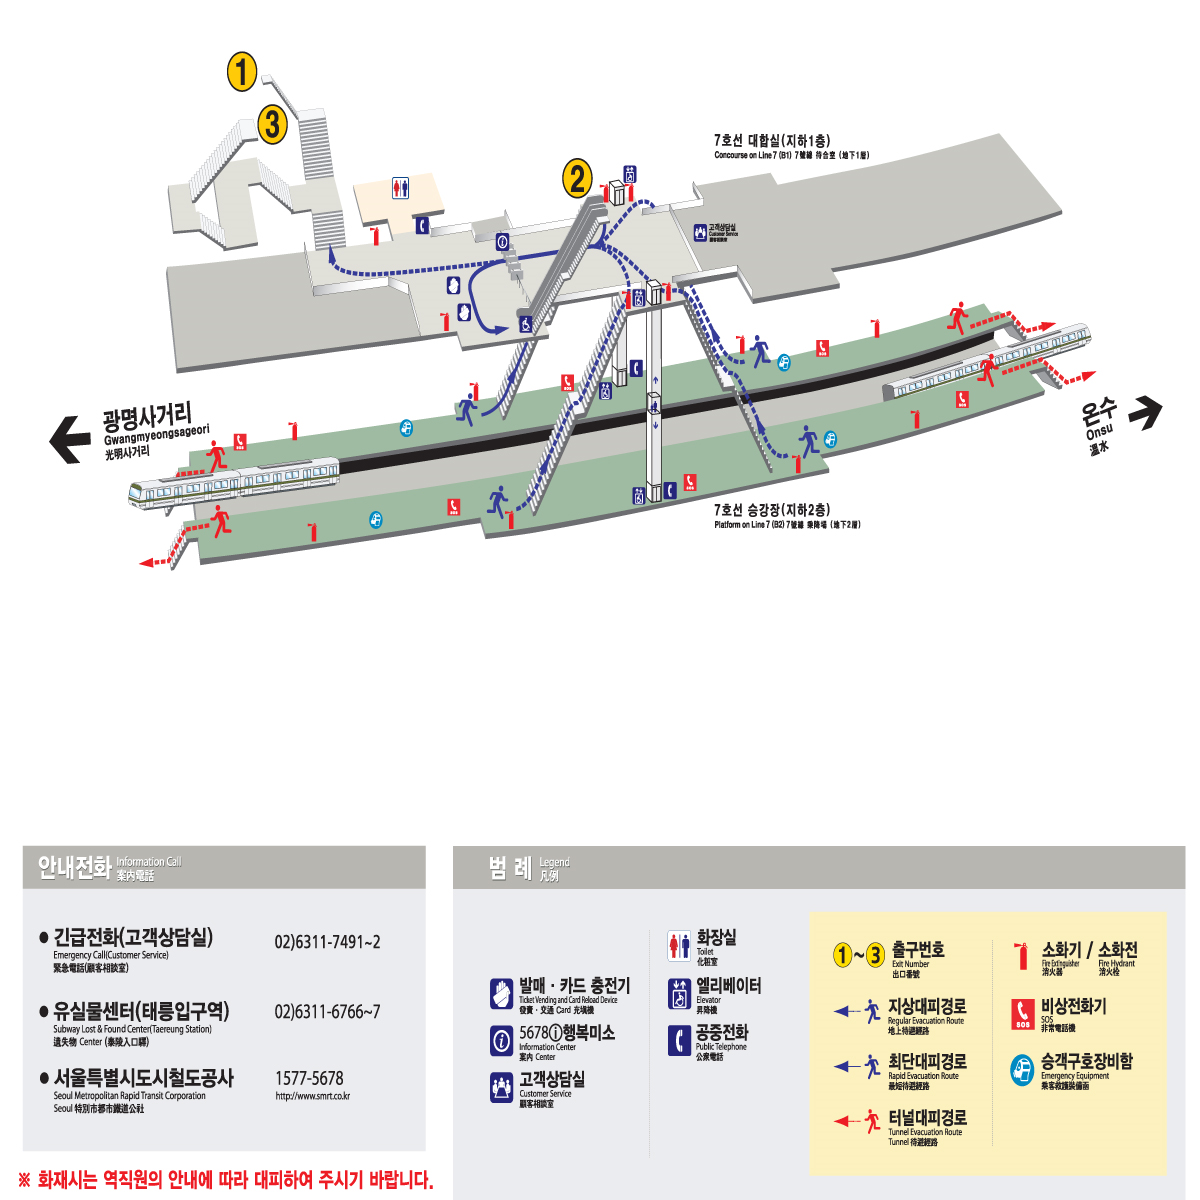 1
3
2
7호선 대합실(지하1층)
Concourse on Line 7 (B1) 7號線 待合室 (地下1層)
고객상담실
Customer Service
顧客相談室
광명사거리
Gwangmyeongsageori
光明사거리
온수
Onsu
溫水
SOS
SOS
SOS
SOS
SOS
SOS
7호선 승강장(지하2층)
Platform on Line 7 (B2) 7號線 乘降場 (地下2層)
안내전화 Information Call
案內電話
● 긴급전화(고객상담실) 02)6311-7491~2
Emergency Call(Customer Service)
緊急電話(顧客相談室)
● 유실물센터(태릉입구역) 02)6311-6766~7
Subway Lost & Found Center(Taereung Station)
遺失物 Center (泰陵入口驛)
● 서울특별시도시철도공사 1577-5678
Seoul Metropolitan Rapid Transit Corporation http://www.smrt.co.kr
Seoul 特別市都市鐵道公社
※ 화재시는 역직원의 안내에 따라 대피하여 주시기 바랍니다.
범 례 Legend
凡例
발매 · 카드 충전기
Ticket Vending and Card Reload Device
發賣 · 交通 Card 充塡機
5678ⓘ행복미소
Information Center
案內 Center
고객상담실
Customer Service
顧客相談室
화장실
Toilet
化粧室
엘리베이터
Elevator
昇降機
공중전화
Public Telephone
公衆電話
1~3 출구번호
Exit Number
出口番號
지상대피경로
Regular Evacuation Route
地上待避經路
최단대피경로
Rapid Evacuation Route
最短待避經路
터널대피경로
Tunnel Evacuation Route
Tunnel 待避經路
소화기 / 소화전
Fire Extinguisher Fire Hydrant
消火器 消火栓
SOS
비상전화기
SOS
非常電話機
승객구호장비함
Emergency Equipment
乘客救護裝備函